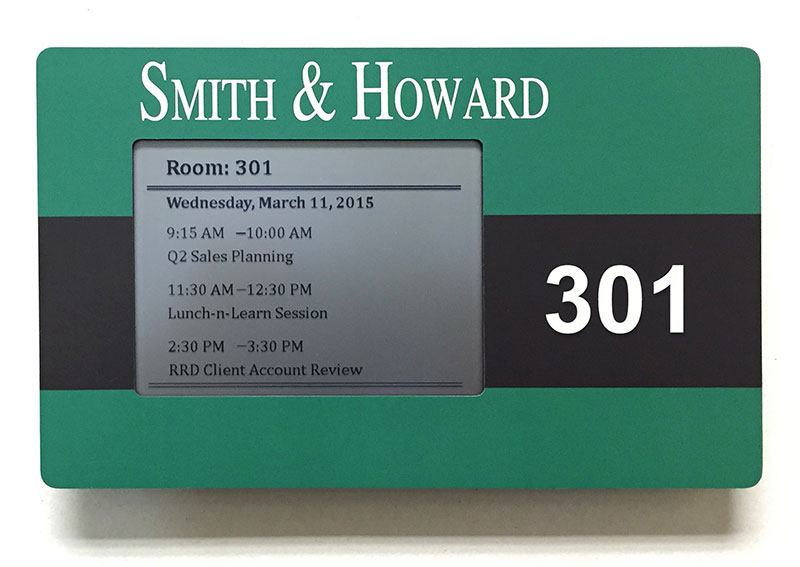 SMITH & HOWARD
Room: 301
Wednesday, March 11, 2015
9:15 AM –10:00 AM
Q2 Sales Planning
11:30 AM–12:30 PM
Lunch-n-Learn Session
2:30 PM –3:30 PM
RRD Client Account Review
301